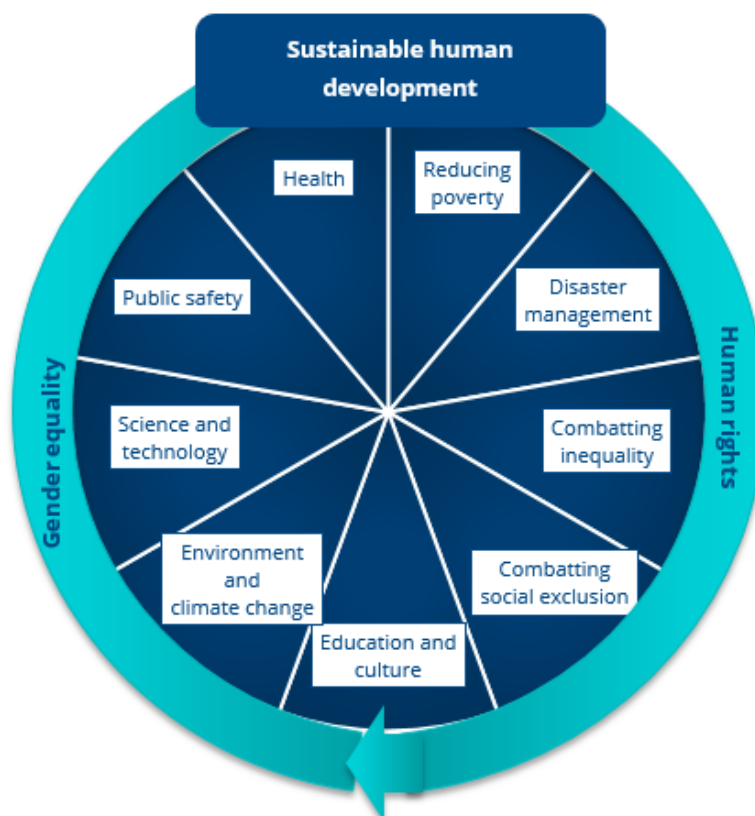 Sustainable human
development
Health
Reducing
poverty
Public safety
Disaster
management
Gender equality
Human rights
Science and
technology
Combatting
inequality
Environment
and
climate change
Combatting
social exclusion
Education and
culture